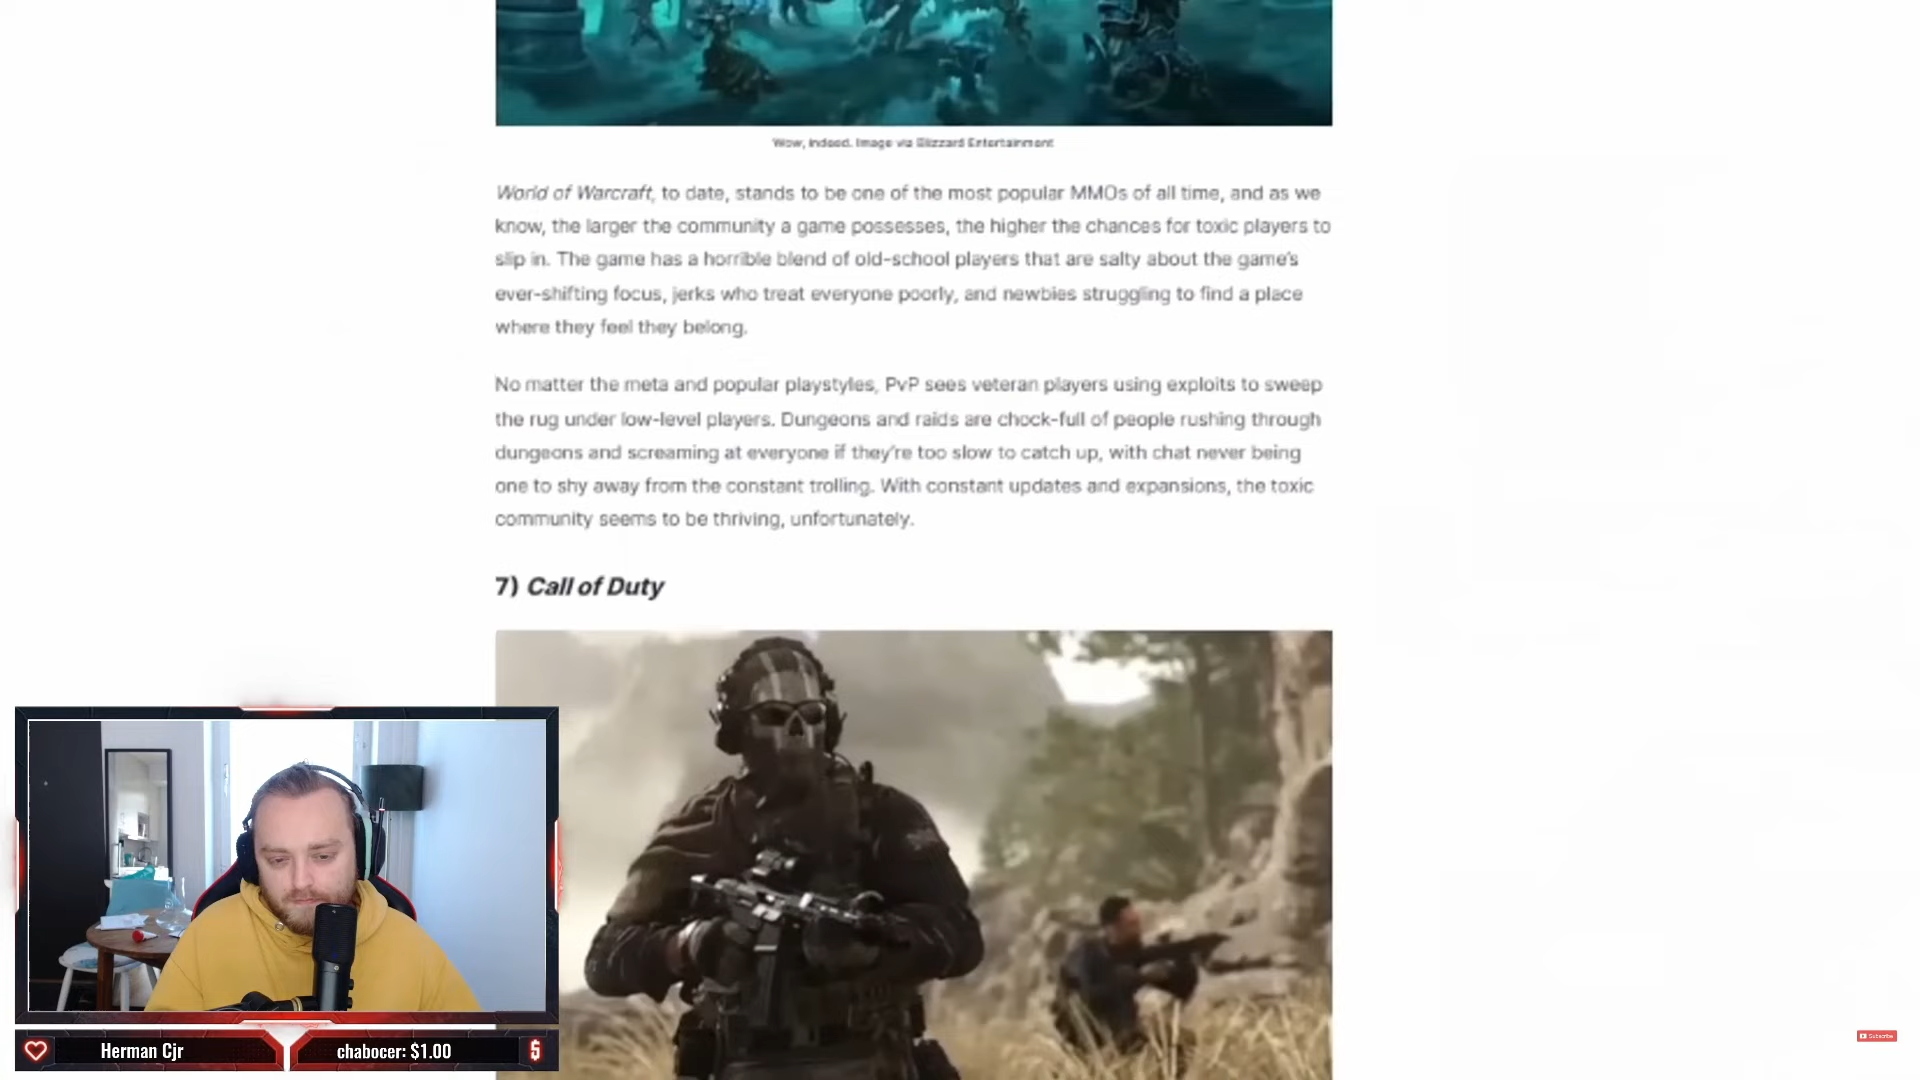 Wow, indeed. Image via Blizzard Entertainment
World of Warcraft, to date, stands to be one of the most popular MMOs of all time, and as we
know, the larger the community a game possesses, the higher the chances for toxic players to
slip in. The game has a horrible blend of old-school players that are salty about the game's
ever-shifting focus, jerks who treat everyone poorly, and newbies struggling to find a place
where they feel they belong.
No matter the meta and popular playstyles, PvP sees veteran players using exploits to sweep
the rug under low-level players. Dungeons and raids are chock-full of people rushing through
dungeons and screaming at everyone if they're too slow to catch up, with chat never being
one to shy away from the constant trolling. With constant updates and expansions, the toxic
community seems to be thriving, unfortunately.
7) Call of Duty
Herman Cjr
chabocer: $1.00
$
Subscribe